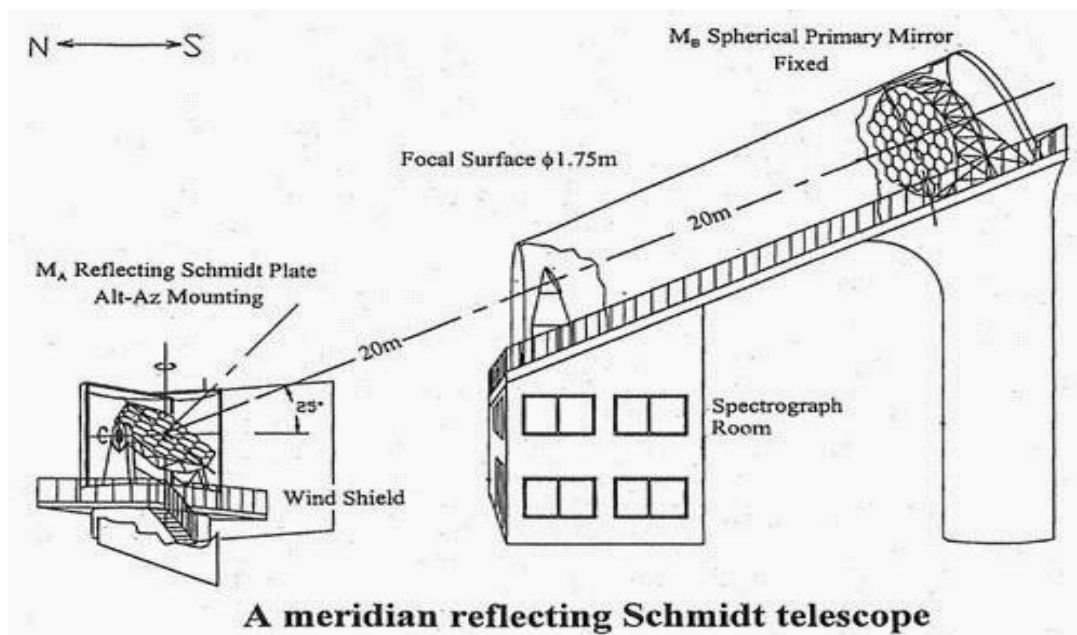 N S
M_B Spherical Primary Mirror
Fixed
Focal Surface ϕ1.75m
20m
M_A Reflecting Schmidt Plate
Alt-Az Mounting
20m
25°
Spectrograph
Room
Wind Shield
A meridian reflecting Schmidt telescope